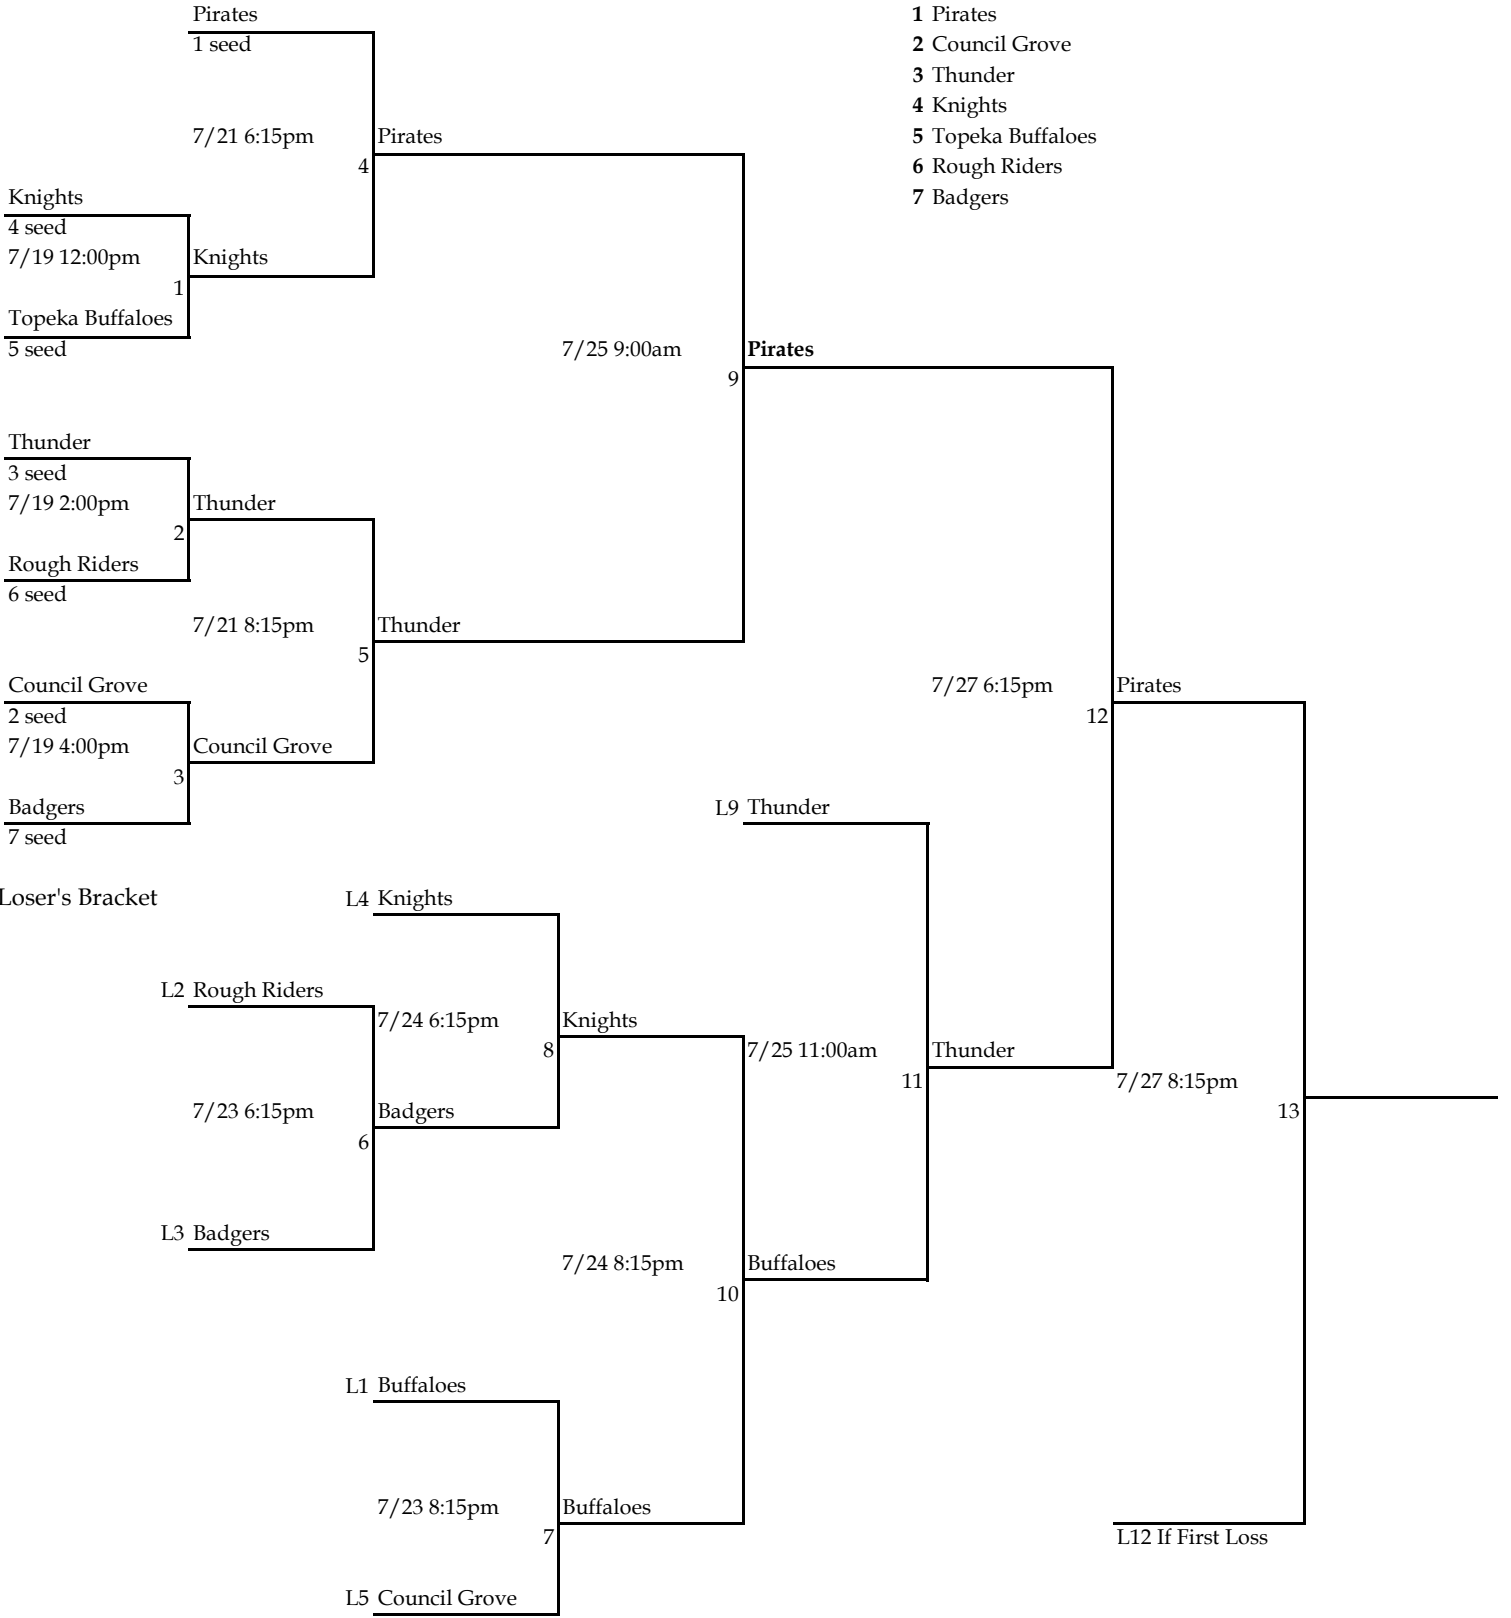 Pirates
1 seed
7/21 6:15pm
Pirates
4
Knights
4 seed
7/19 12:00pm
Knights
1
Topeka Buffaloes
5 seed
1 Pirates
2 Council Grove
3 Thunder
4 Knights
5 Topeka Buffaloes
6 Rough Riders
7 Badgers
7/25 9:00am
Pirates
9
Thunder
3 seed
7/19 2:00pm
Thunder
2
Rough Riders
6 seed
7/21 8:15pm
Thunder
5
Council Grove
2 seed
7/19 4:00pm
Council Grove
3
Badgers
7 seed
7/27 6:15pm
Pirates
12
L9 Thunder
Loser's Bracket
L4 Knights
L2 Rough Riders
7/24 6:15pm
Knights
8
7/25 11:00am
Thunder
11
7/27 8:15pm
13
7/23 6:15pm
Badgers
6
L3 Badgers
7/24 8:15pm
Buffaloes
10
L1 Buffaloes
7/23 8:15pm
Buffaloes
7
L12 If First Loss
L5 Council Grove